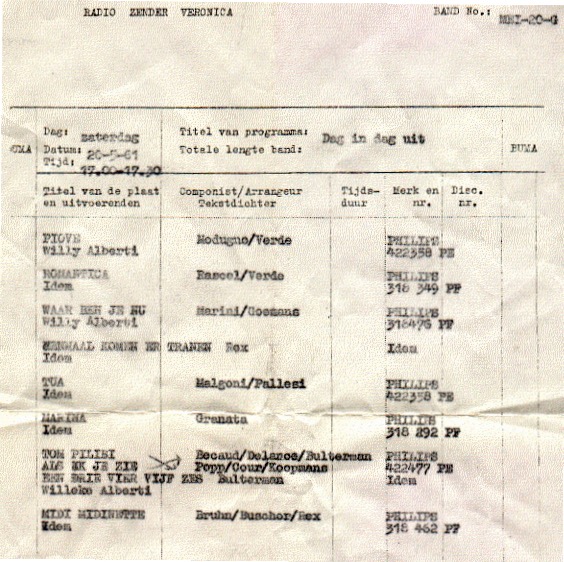 RADIO ZENDER VERONICA BAND No.: MEI-20-G
Dag: zaterdag Titel van programma: Dag in dag uit
BUMA Datum: 20-5-61 Totale lengte band: BUMA
Tijd: 17.00-17.30
Titel van de plaat Componist/Arrangeur Tijds- Merk en Disc.
en uitvoerenden Tekstdichter duur nr. nr.
PIOVE Modugno/Verde PHILIPS
Willy Alberti 422358 PE
ROMANTICA Rascel/Verde PHILIPS
Idem 318 349 PF
WAAR BEN JE NU Marini/Goemans PHILIPS
Willy Alberti 318476 PF
EENMAAL KOMEN ER TRANEN Rex Idem
Idem
TUA Malgoni/Pallesi PHILIPS
Idem 422358 PE
MARINA Granata PHILIPS
Idem 318 292 PF
TOM PILIBI Becaud/Delance/Bulterman PHILIPS
ALS IK JE ZIE Popp/Cour/Koopmans 422477 PE
EEN DRIE VIER VIJF ZES Bulterman Idem
Willeke Alberti
MIDI MIDINETTE Bruhn/Buschor/Rex PHILIPS
Idem 318 462 PF